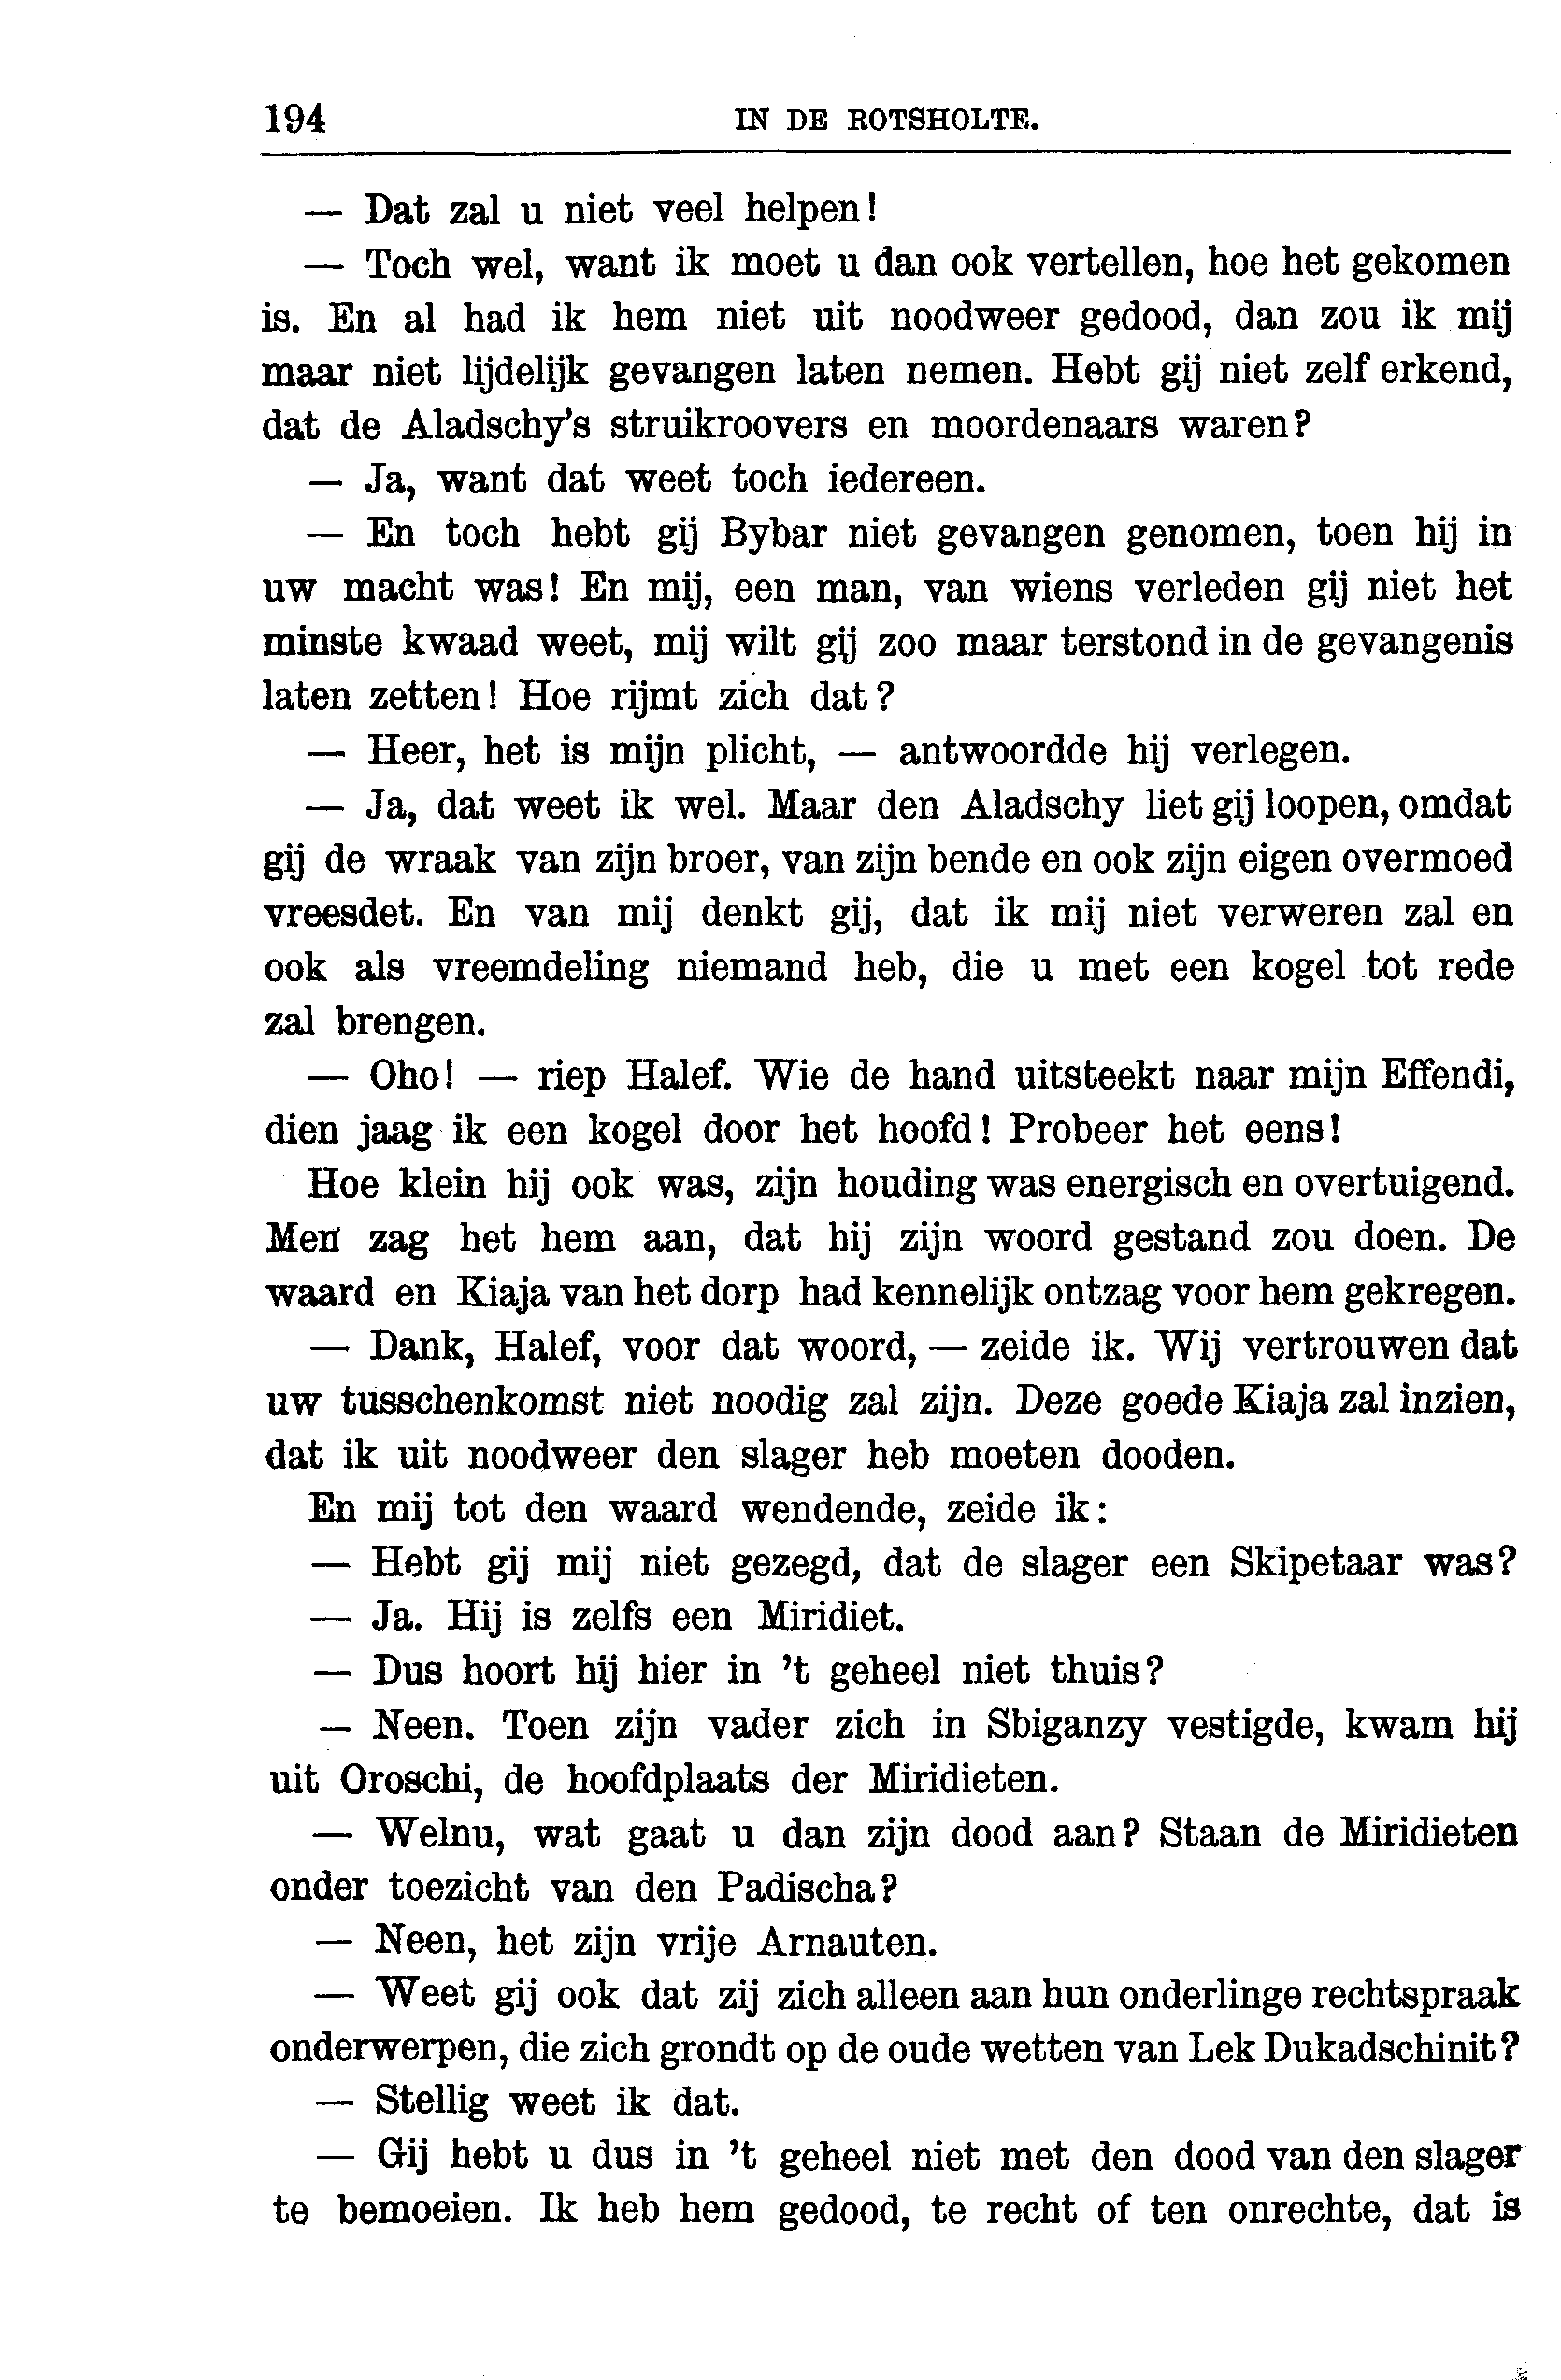 194 IN DE ROTSHOLTE.
— Dat zal u niet veel helpen!
— Toch wel, want ik moet u dan ook vertellen, hoe het gekomen
is. En al had ik hem niet uit noodweer gedood, dan zou ik mij
maar niet lijdelijk gevangen laten nemen. Hebt gij niet zelf erkend,
dat de Aladschy's struikroovers en moordenaars waren?
— Ja, want dat weet toch iedereen.
— En toch hebt gij Bybar niet gevangen genomen, toen hij in
uw macht was! En mij, een man, van wiens verleden gij niet het
minste kwaad weet, mij wilt gij zoo maar terstond in de gevangenis
laten zetten! Hoe rijmt zich dat?
— Heer, het is mijn plicht, — antwoordde hij verlegen.
— Ja, dat weet ik wel. Maar den Aladschy liet gij loopen, omdat
gij de wraak van zijn broer, van zijn bende en ook zijn eigen overmoed
vreesdet. En van mij denkt gij, dat ik mij niet verweren zal en
ook als vreemdeling niemand heb, die u met een kogel tot rede
zal brengen.
— Oho! — riep Halef. Wie de hand uitsteekt naar mijn Effendi,
dien jaag ik een kogel door het hoofd! Probeer het eens!
Hoe klein hij ook was, zijn houding was energisch en overtuigend.
Men zag het hem aan, dat hij zijn woord gestand zou doen. De
waard en Kiaja van het dorp had kennelijk ontzag voor hem gekregen.
— Dank, Halef, voor dat woord, — zeide ik. Wij vertrouwen dat
uw tusschenkomst niet noodig zal zijn. Deze goede Kiaja zal inzien,
dat ik uit noodweer den slager heb moeten dooden.
En mij tot den waard wendende, zeide ik:
— Hebt gij mij niet gezegd, dat de slager een Skipetaar was?
— Ja. Hij is zelfs een Miridiet.
— Dus hoort hij hier in 't geheel niet thuis?
— Neen. Toen zijn vader zich in Sbiganzy vestigde, kwam hij
uit Oroschi, de hoofdplaats der Miridieten.
— Welnu, wat gaat u dan zijn dood aan? Staan de Miridieten
onder toezicht van den Padischa?
— Neen, het zijn vrije Arnauten.
— Weet gij ook dat zij zich alleen aan hun onderlinge rechtspraak
onderwerpen, die zich grondt op de oude wetten van Lek Dukadschinit?
— Stellig weet ik dat.
— Gij hebt u dus in 't geheel niet met den dood van den slager
te bemoeien. Ik heb hem gedood, te recht of ten onrechte, dat is